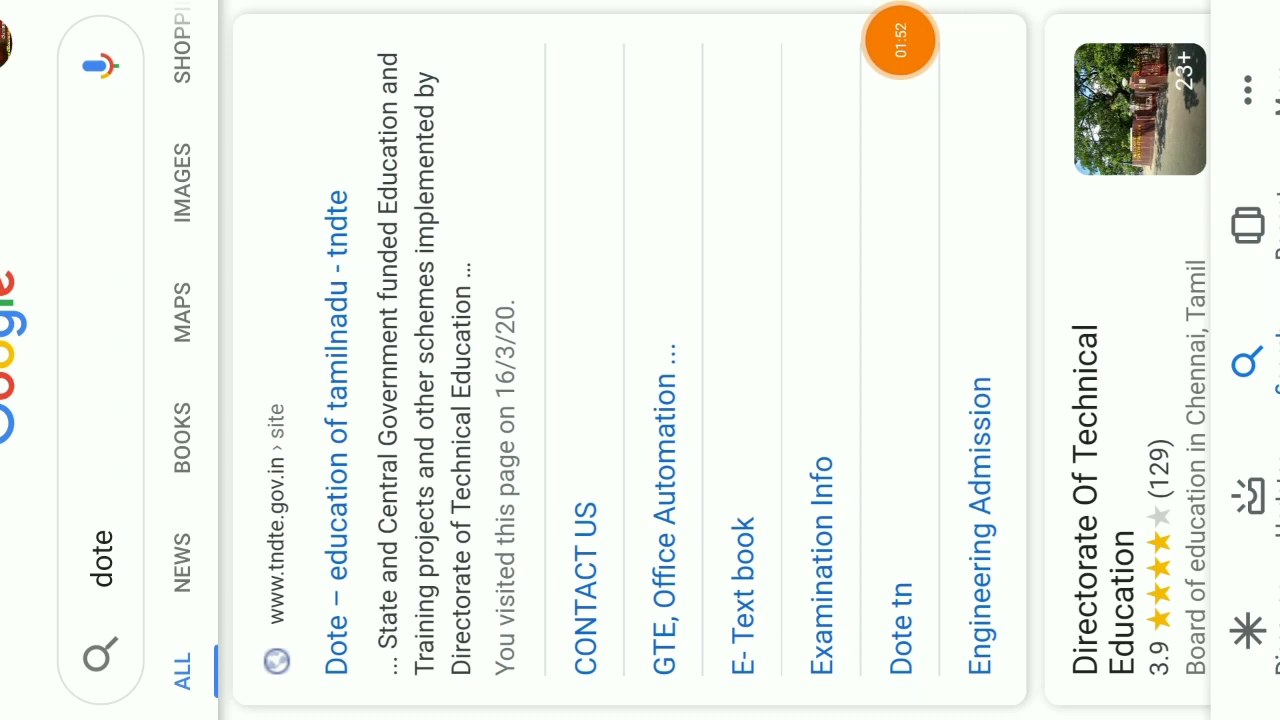 Google
dote
ALL NEWS BOOKS MAPS IMAGES
www.tndte.gov.in › site
Dote – education of tamilnadu - tndte
... State and Central Government funded Education and
Training projects and other schemes implemented by
Directorate of Technical Education ...
You visited this page on 16/3/20.
CONTACT US
GTE, Office Automation ...
E- Text book
Examination Info
Dote tn
Engineering Admission
01:52
Directorate Of Technical
Education
3.9 (129)
Board of education in Chennai, Tamil
23+